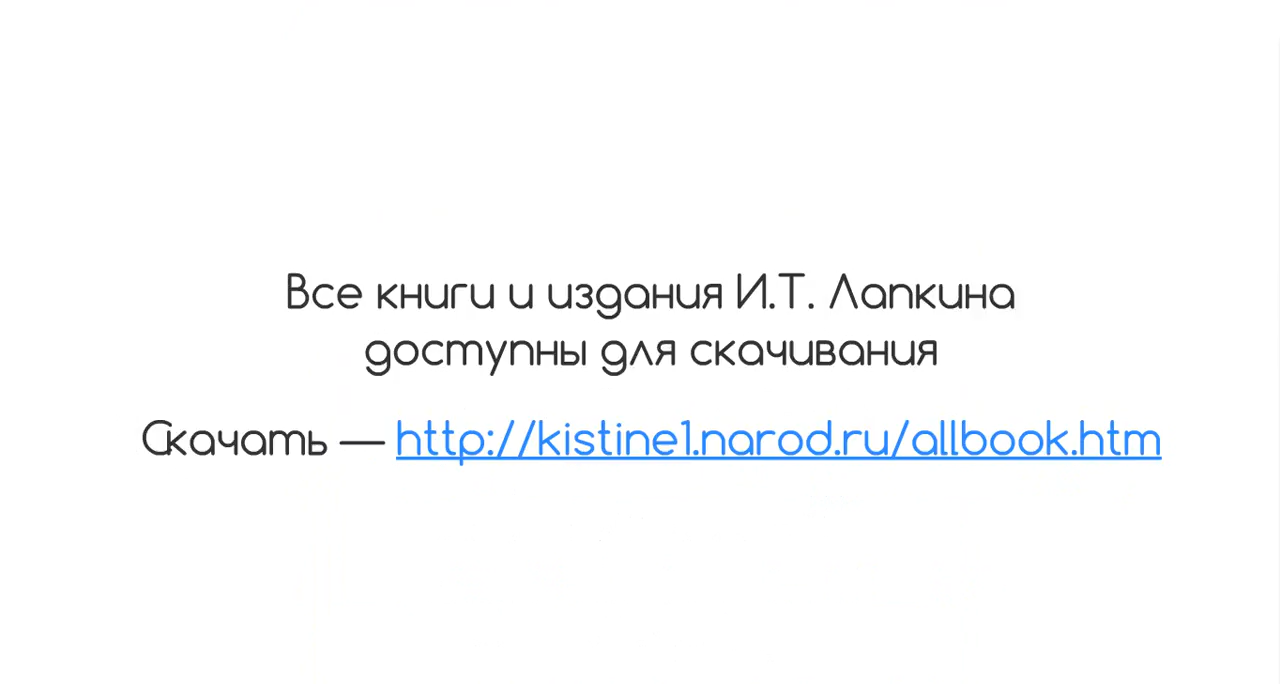 Все книги и издания И.Т. Лапкина
доступны для скачивания
Скачать — http://kistine1.narod.ru/allbook.htm